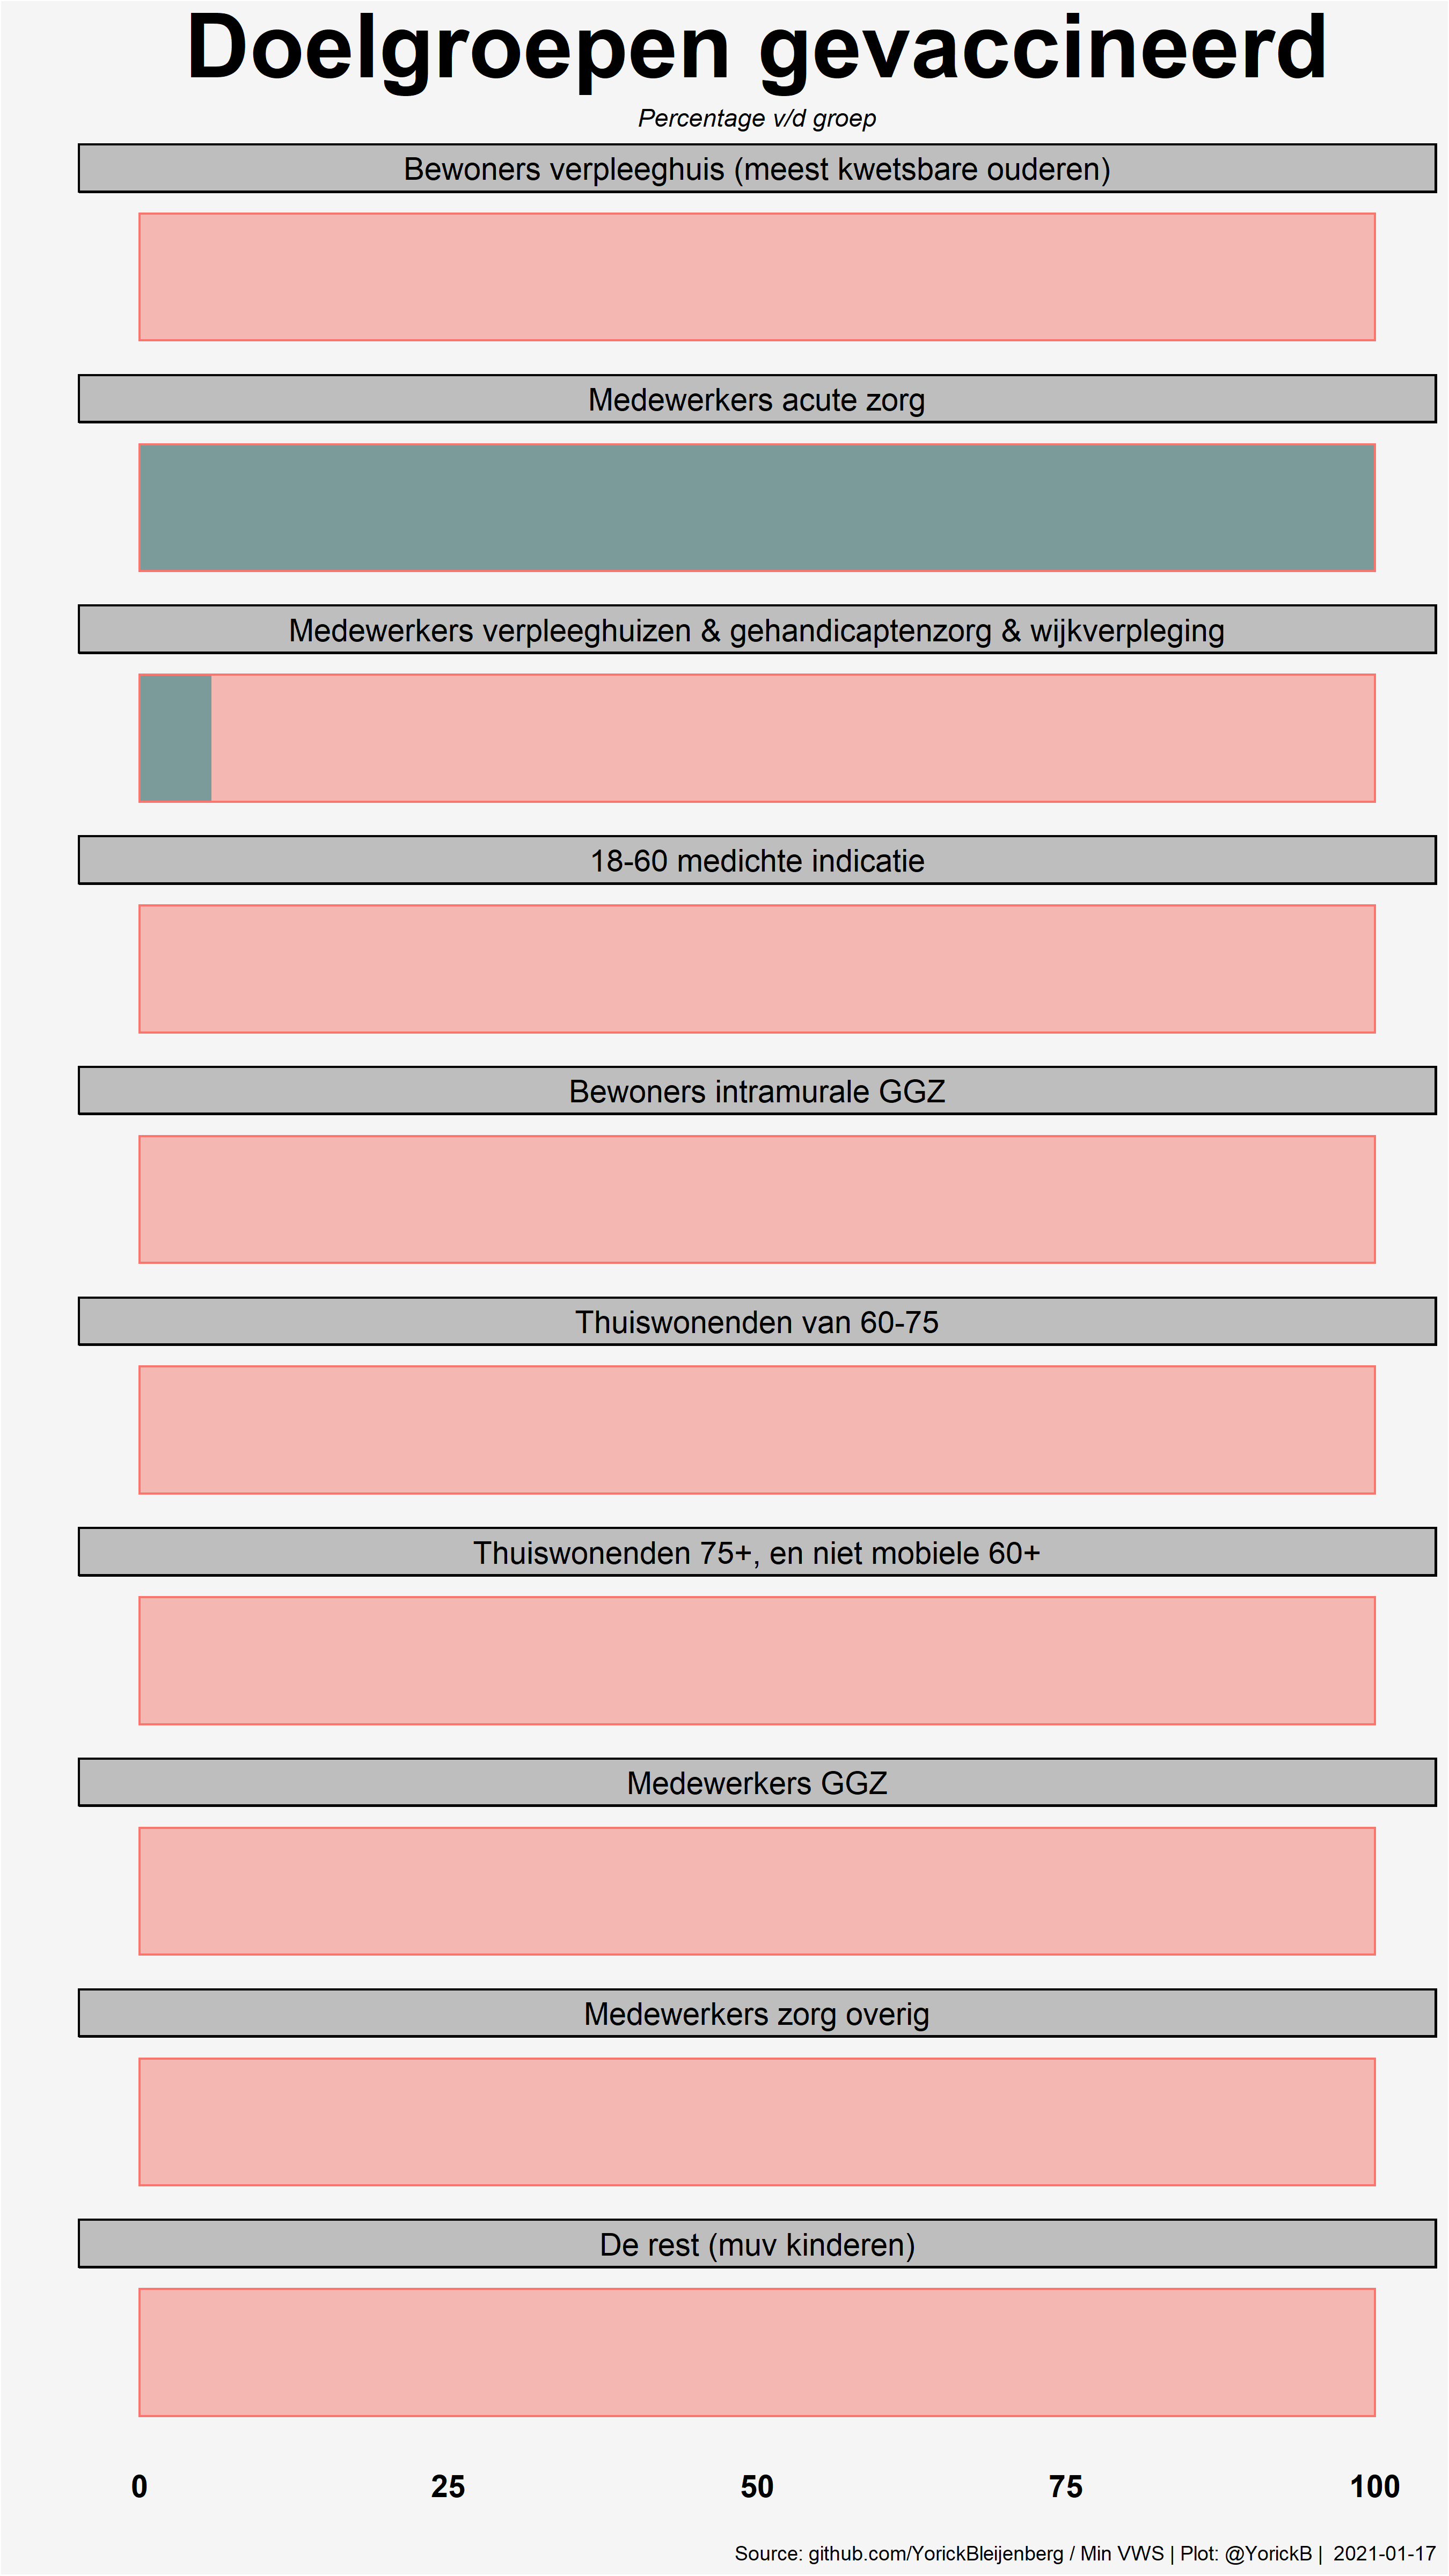 Doelgroepen gevaccineerd
Percentage v/d groep
Bewoners verpleeghuis (meest kwetsbare ouderen)
Medewerkers acute zorg
Medewerkers verpleeghuizen & gehandicaptenzorg & wijkverpleging
18-60 medichte indicatie
Bewoners intramurale GGZ
Thuiswonenden van 60-75
Thuiswonenden 75+, en niet mobiele 60+
Medewerkers GGZ
Medewerkers zorg overig
De rest (muv kinderen)
0 25 50 75 100
Source: github.com/YorickBleijenberg / Min VWS | Plot: @YorickB | 2021-01-17